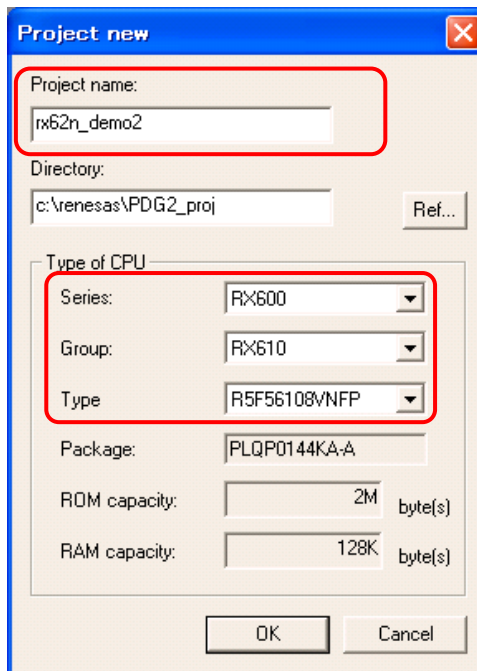 Project new
Project name:
rx62n_demo2
Directory:
c:\renesas\PDG2_proj
Ref...
Type of CPU
Series: RX600
Group: RX610
Type R5F56108VNFP
Package: PLQP0144KA-A
ROM capacity: 2M byte(s)
RAM capacity: 128K byte(s)
OK Cancel